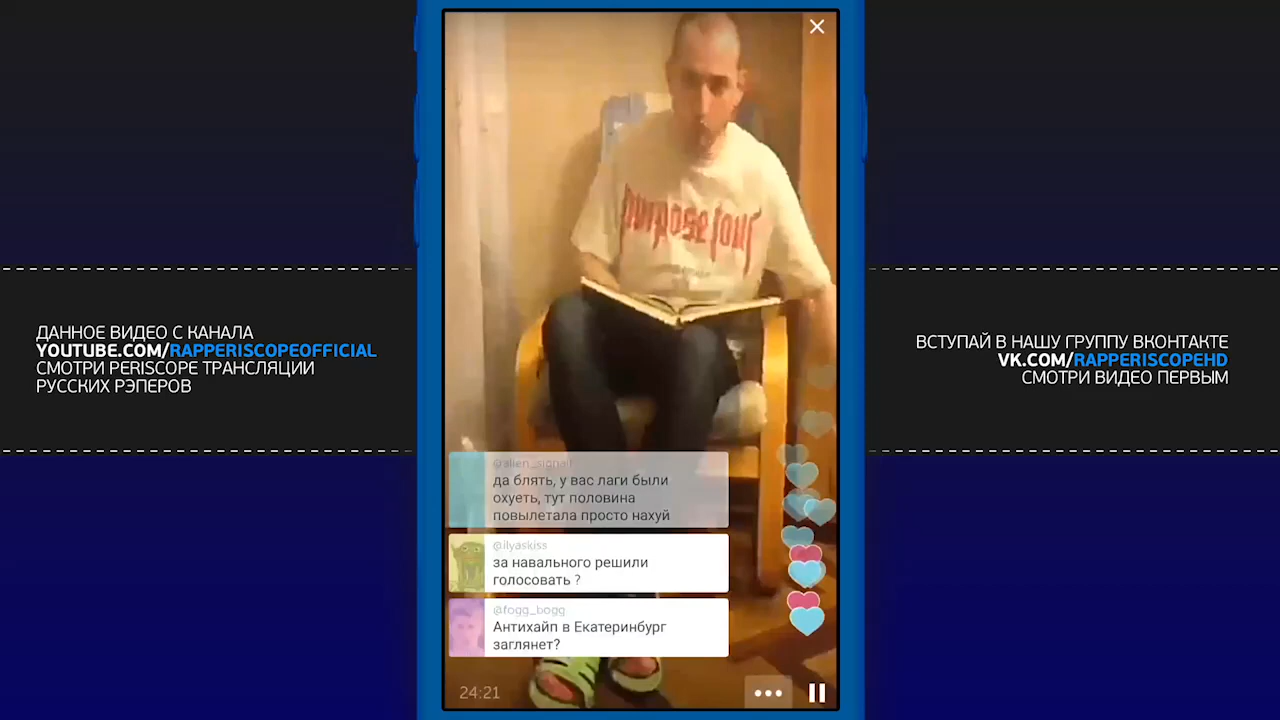 ДАННОЕ ВИДЕО С КАНАЛА
YOUTUBE.COM/RAPPERISCOPEOFFICIAL
СМОТРИ PERISCOPE ТРАНСЛЯЦИИ
РУССКИХ РЭПЕРОВ
purpose tour
@alien_signall
да блять, у вас лаги были
охуеть, тут половина
повылетала просто нахуй
@ilyaskiss
за навального решили
голосовать ?
@fogg_bogg
Антихайп в Екатеринбург
заглянет?
24:21
ВСТУПАЙ В НАШУ ГРУППУ ВКОНТАКТЕ
VK.COM/RAPPERISCOPEHD
СМОТРИ ВИДЕО ПЕРВЫМ